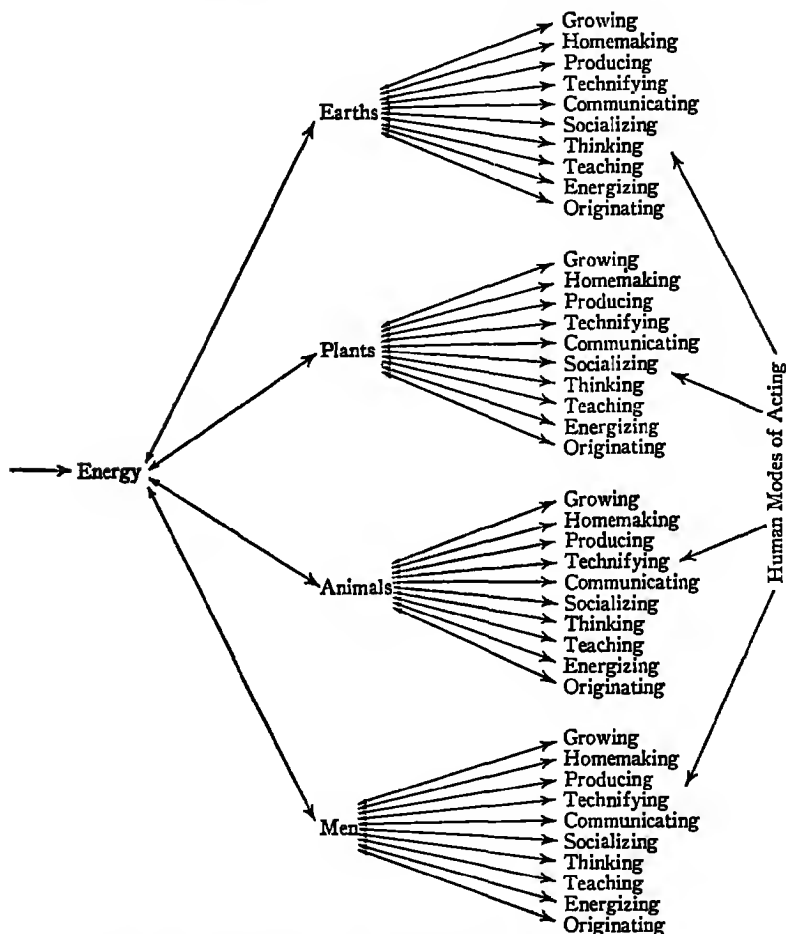 Growing
Homemaking
Producing
Technifying
Earths
Communicating
Socializing
Thinking
Teaching
Energizing
Originating
Growing
Homemaking
Producing
Technifying
Plants
Communicating
Socializing
Thinking
Teaching
Energizing
Originating
Energy
Growing
Homemaking
Producing
Technifying
Animals
Communicating
Socializing
Thinking
Teaching
Energizing
Originating
Growing
Homemaking
Producing
Technifying
Men
Communicating
Socializing
Thinking
Teaching
Energizing
Originating
Human Modes of Acting